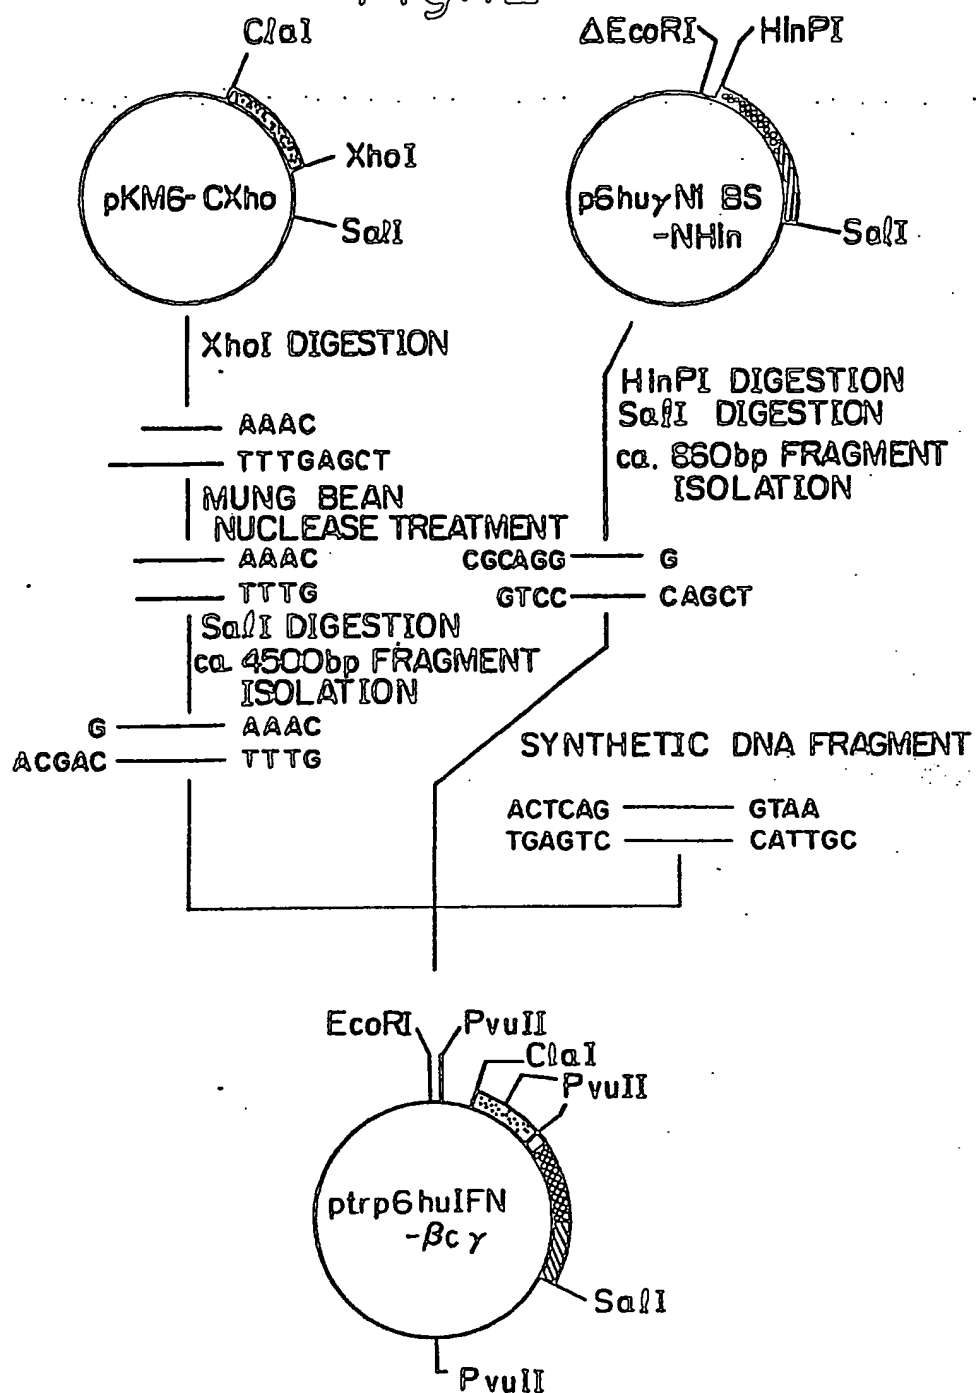 ClaI
XhoI
SalI
pKM6-CXho
ΔEcoRI
HinPI
SalI
p6huγN1 BS
-NHin
XhoI DIGESTION
AAAC
TTTGAGCT
MUNG BEAN
NUCLEASE TREATMENT
AAAC
TTTG
SalI DIGESTION
ca. 4500bp FRAGMENT
ISOLATION
G AAAC
ACGAC TTTG
HinPI DIGESTION
SalI DIGESTION
ca. 860bp FRAGMENT
ISOLATION
CGCAGG G
GTCC CAGCT
SYNTHETIC DNA FRAGMENT
ACTCAG GTAA
TGAGTC CATTGC
EcoRI
PvuII
ClaI
PvuII
ptrp6huIFN
-βcγ
SalI
PvuII